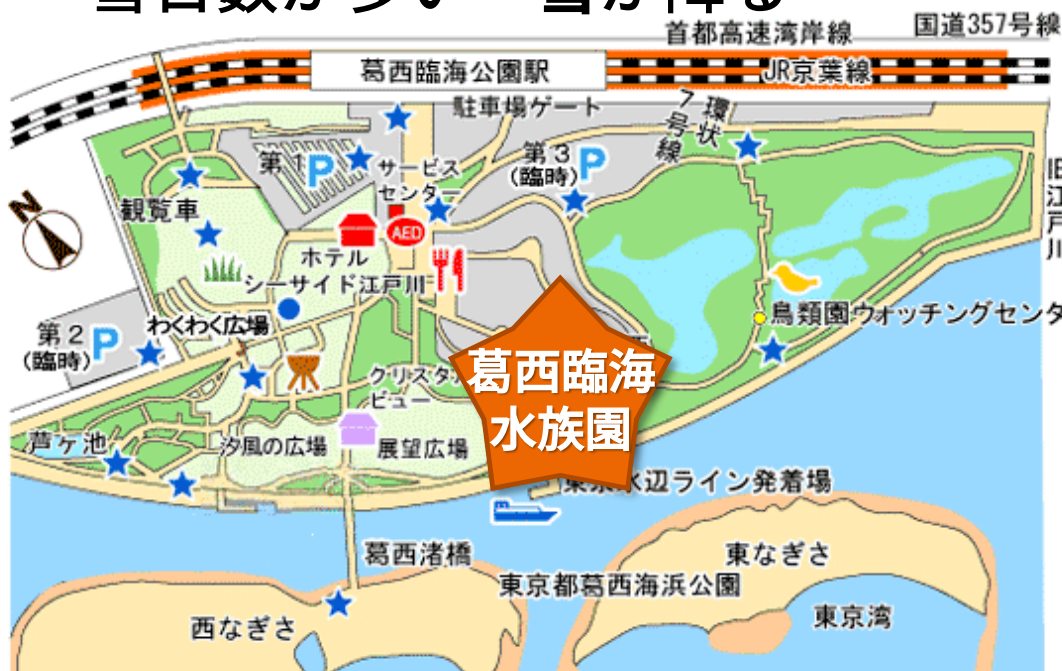 雪が降る
首都高速湾岸線
国道357号線
葛西臨海公園駅
JR京葉線
駐車場ゲート
環状
7号線
第1 P
サービス
センター
第3 P
(臨時)
旧江戸川
N
観覧車
AED
ホテル
シーサイド江戸川
わくわく広場
第2 P
(臨時)
鳥類園ウォッチングセンタ
クリスタ
ビュー
葛西臨海
水族園
芦ヶ池
汐風の広場
展望広場
東京水辺ライン発着場
葛西渚橋
東なぎさ
東京都葛西海浜公園
西なぎさ
東京湾